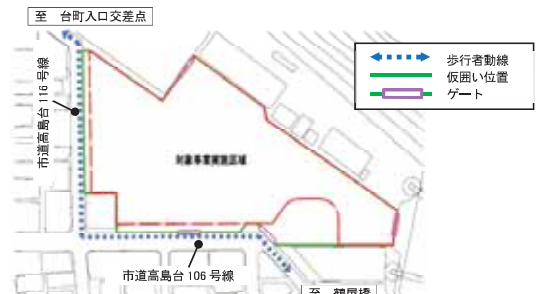 至 台町入口交差点
歩行者動線
仮囲い位置
ゲート
市道高島台116号線
対象事業実施区域
市道高島台106号線
至 鶴屋橋